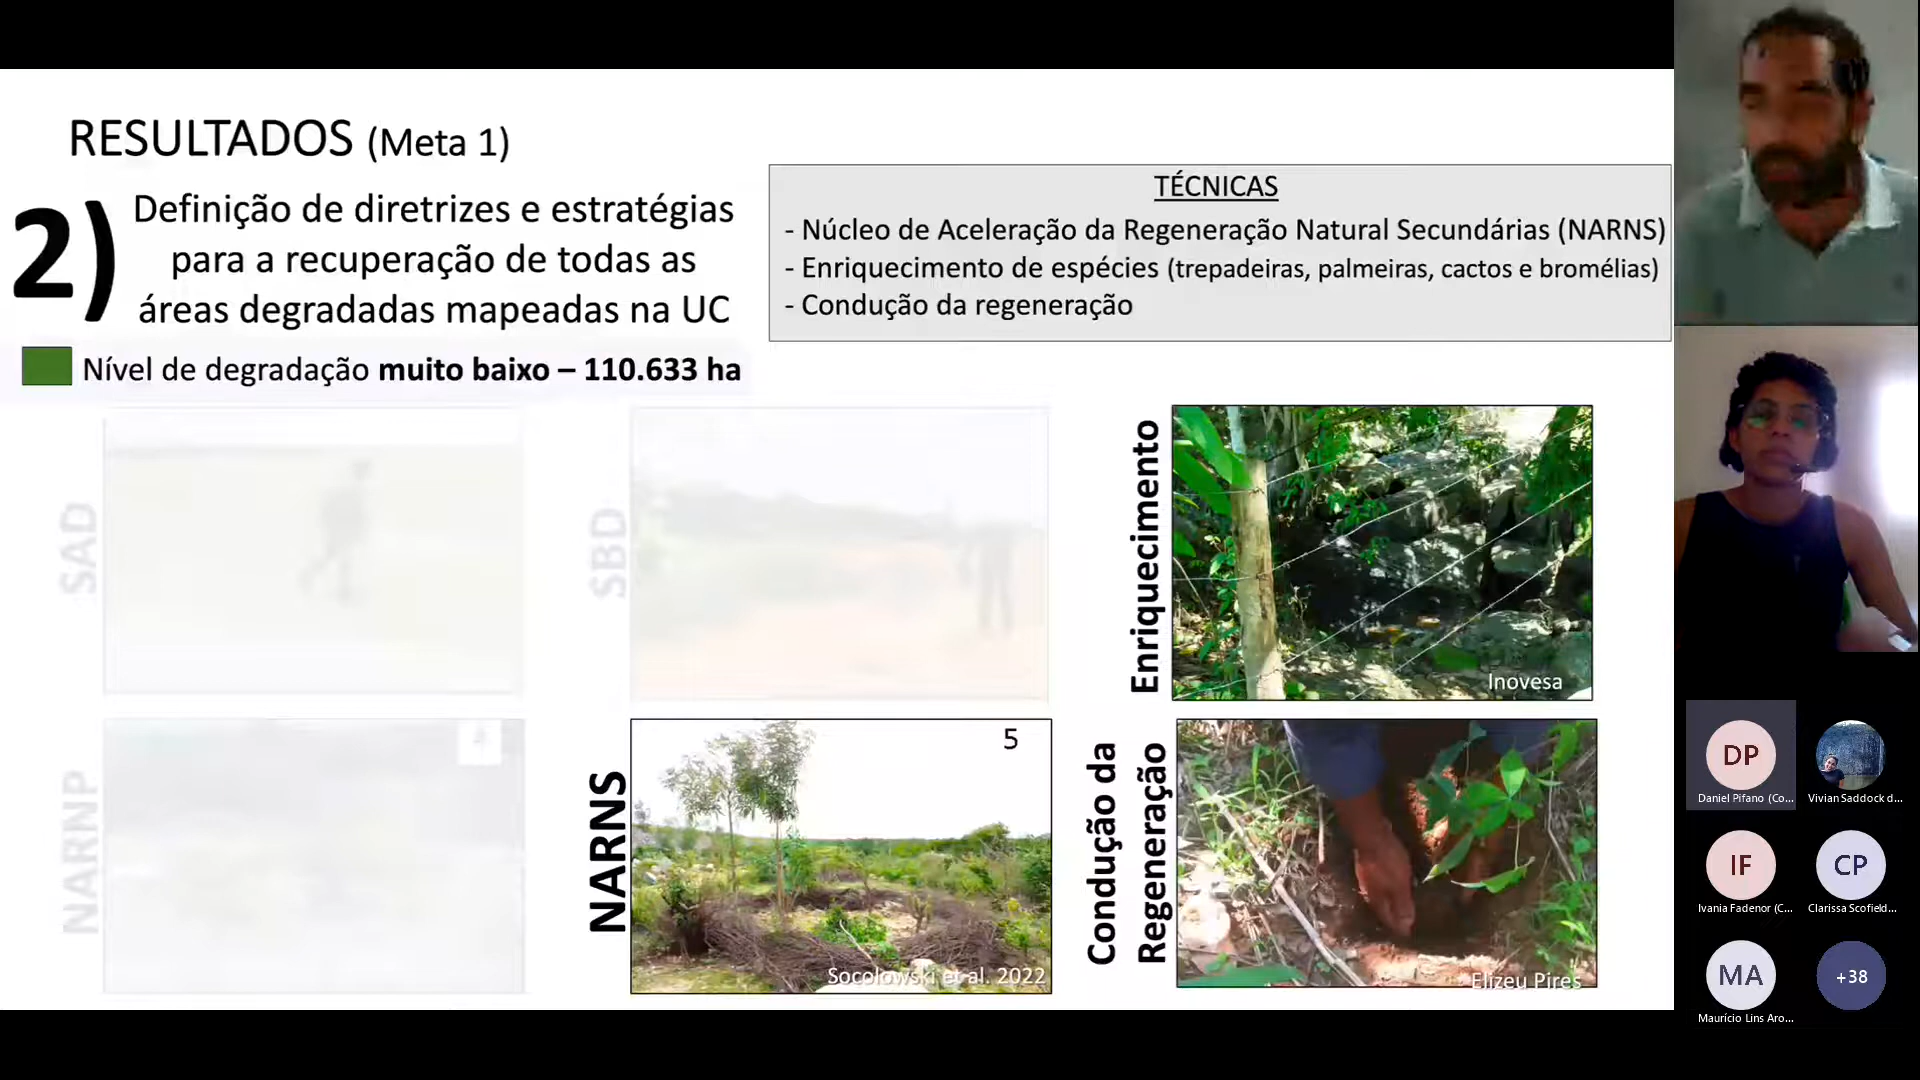 RESULTADOS (Meta 1)
2)
Definição de diretrizes e estratégias
para a recuperação de todas as
áreas degradadas mapeadas na UC
Nível de degradação muito baixo – 110.633 ha
TÉCNICAS
- Núcleo de Aceleração da Regeneração Natural Secundárias (NARNS)
- Enriquecimento de espécies (trepadeiras, palmeiras, cactos e bromélias)
- Condução da regeneração
SAD
SBD
Enriquecimento
Inovesa
NARNP
4
NARNS
5
Socolowski et al. 2022
Condução da
Regeneração
Elizeu Pires
DP
Daniel Pifano (Co...
Vivian Saddock d...
IF
Ivania Fadenor (C...
CP
Clarissa Scofield...
MA
Maurício Lins Aro...
+38